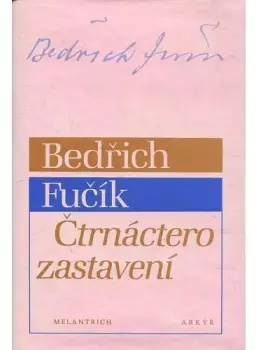 Bedřich Fučík
Bedřich
Fučík
Čtrnáctero
zastavení
MELANTRICH ARKÝŘ